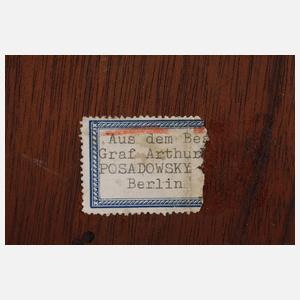 Aus dem Be
Graf Arthur
POSADOWSKY
Berlin